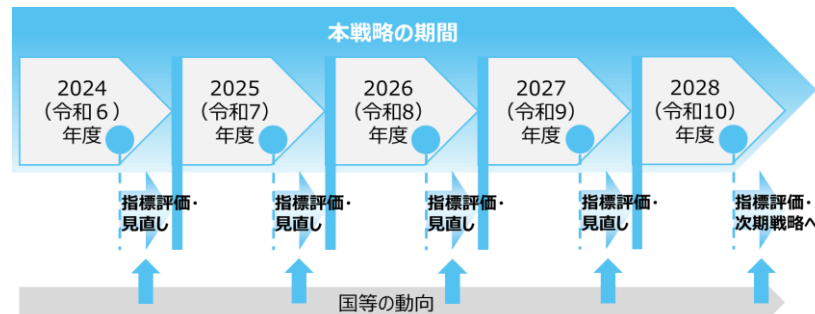 本戦略の期間
2024
（令和６）
年度
2025
（令和7）
年度
2026
（令和8）
年度
2027
（令和9）
年度
2028
（令和10）
年度
指標評価・
見直し
指標評価・
見直し
指標評価・
見直し
指標評価・
見直し
指標評価・
次期戦略へ
国等の動向